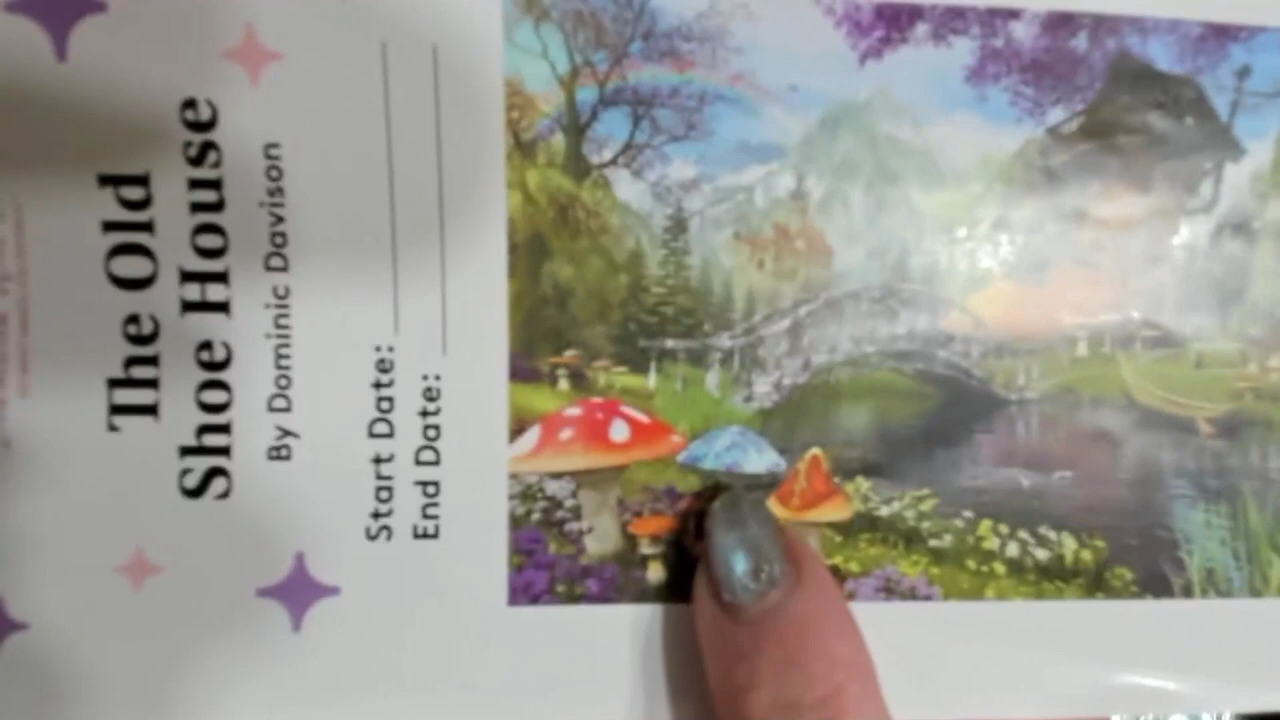 The Old
Shoe House
By Dominic Davison
Start Date:
End Date: